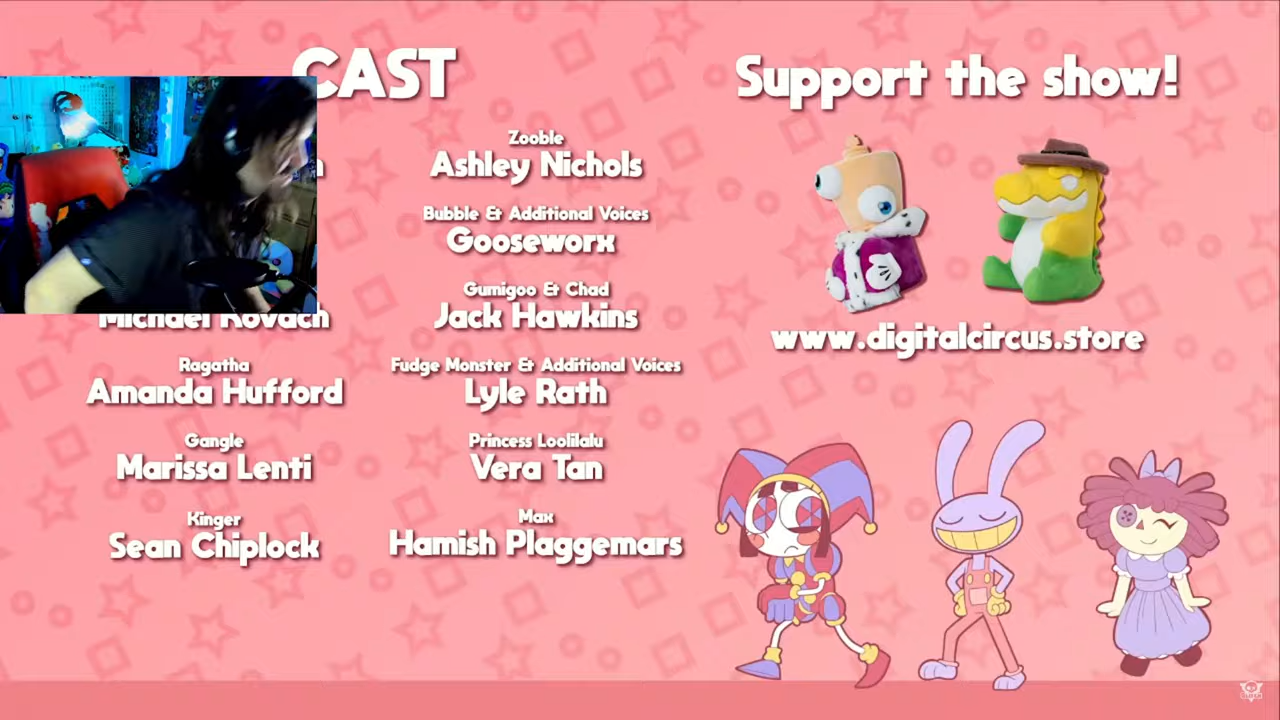 CAST
Michael Kovach
Ragatha
Amanda Hufford
Gangle
Marissa Lenti
Kinger
Sean Chiplock
Zooble
Ashley Nichols
Bubble & Additional Voices
Gooseworx
Gumigoo & Chad
Jack Hawkins
Fudge Monster & Additional Voices
Lyle Rath
Princess Loolilalu
Vera Tan
Max
Hamish Plaggemars
Support the show!
www.digitalcircus.store